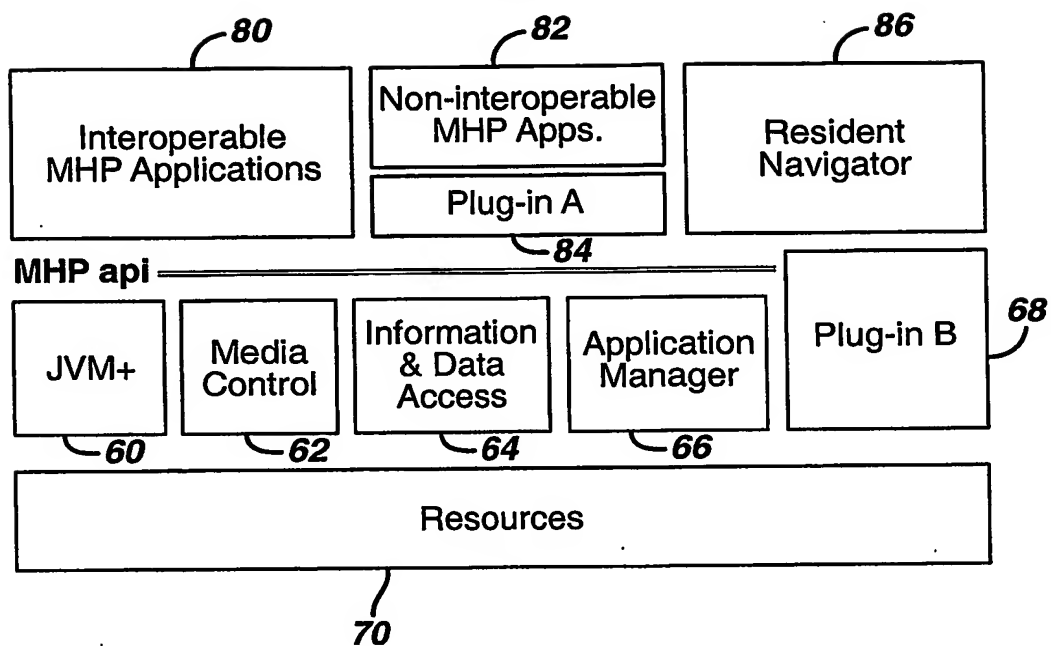 80
82
86
Interoperable
MHP Applications
Non-interoperable
MHP Apps.
Plug-in A
84
Resident
Navigator
MHP api
JVM+
60
Media
Control
62
Information
& Data
Access
64
Application
Manager
66
Plug-in B
68
Resources
70